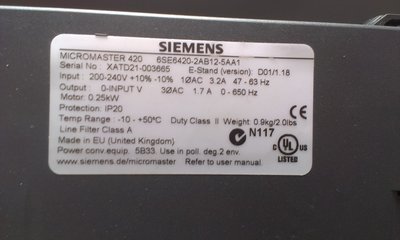 SIEMENS
MICROMASTER 420 6SE6420-2AB12-5AA1
Serial No : XATD21-003665 E-Stand (version): D01/1.18
Input : 200-240V +10% -10% 1ØAC 3.2A 47 - 63 Hz
Output : 0-INPUT V 3ØAC 1.7 A 0 - 650 Hz
Motor: 0.25kW
Protection: IP20
Temp Range : -10 - +50°C Duty Class II Weight: 0.9kg/2.0lbs
Line Filter Class A
Made in EU (United Kingdom)
Power conv.equip. 5B33. Use in poll. deg.2 env.
www.siemens.de/micromaster Refer to user manual.
N117
CE
C UL US
LISTED